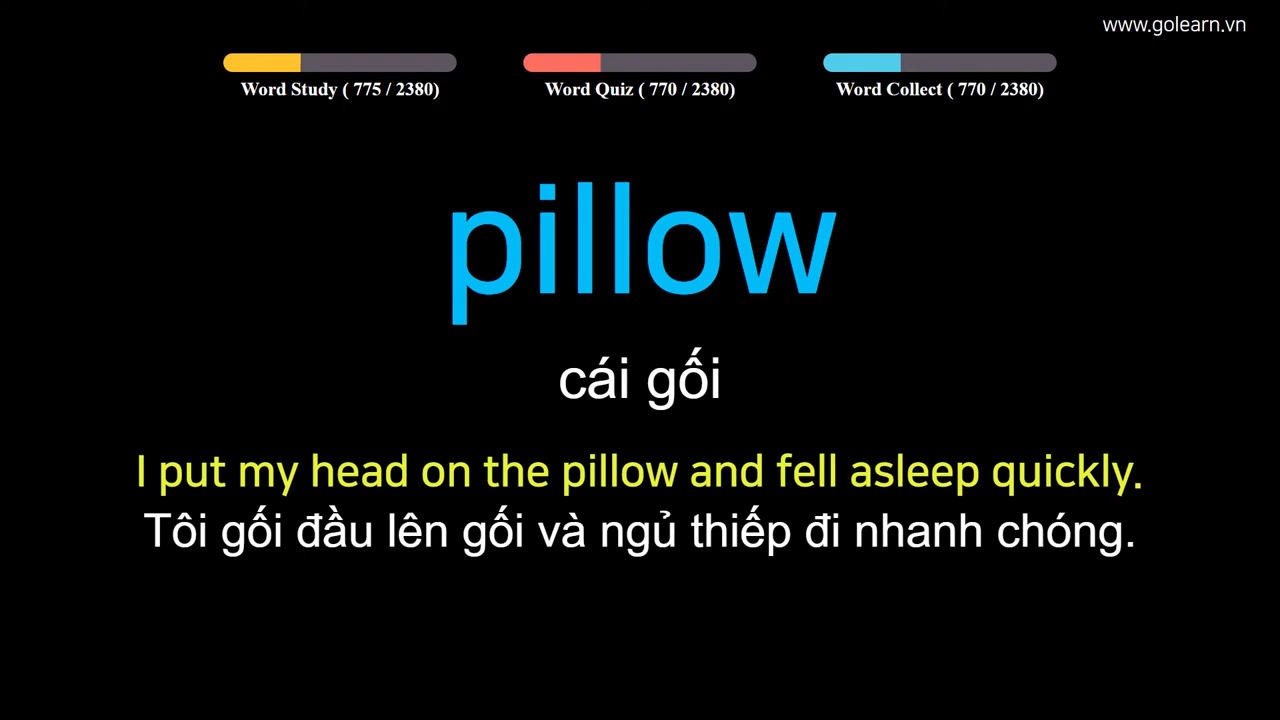 www.golearn.vn
Word Study ( 775 / 2380)
Word Quiz ( 770 / 2380)
Word Collect ( 770 / 2380)
pillow
cái gối
I put my head on the pillow and fell asleep quickly.
Tôi gối đầu lên gối và ngủ thiếp đi nhanh chóng.